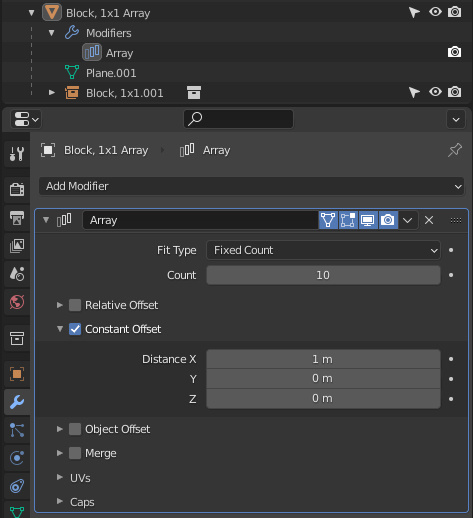 Block, 1x1 Array
Modifiers
Array
Plane.001
Block, 1x1.001
Block, 1x1 Array
Array
Add Modifier
Array
Fit Type Fixed Count
Count 10
Relative Offset
Constant Offset
Distance X 1 m
Y 0 m
Z 0 m
Object Offset
Merge
UVs
Caps